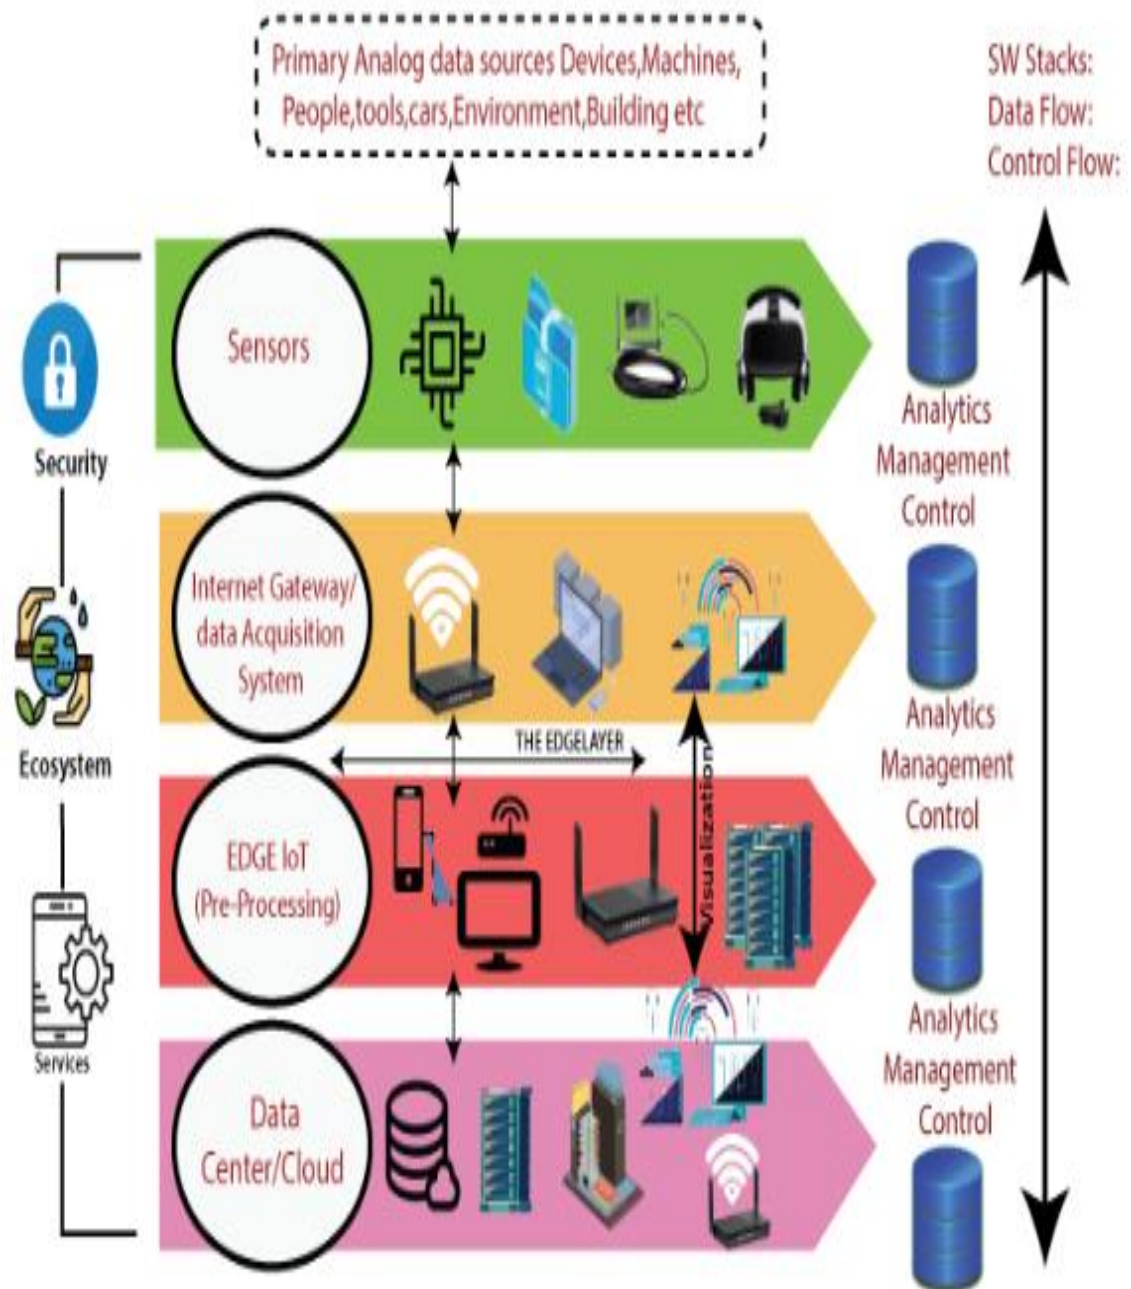 Primary Analog data sources Devices,Machines,
People,tools,cars,Environment,Building etc
SW Stacks:
Data Flow:
Control Flow:
Sensors
Security
Analytics
Management
Control
Internet Gateway/
data Acquisition
System
Ecosystem
Analytics
Management
Control
THE EDGELAYER
Visualization
EDGE IoT
(Pre-Processing)
Services
Analytics
Management
Control
Data
Center/Cloud